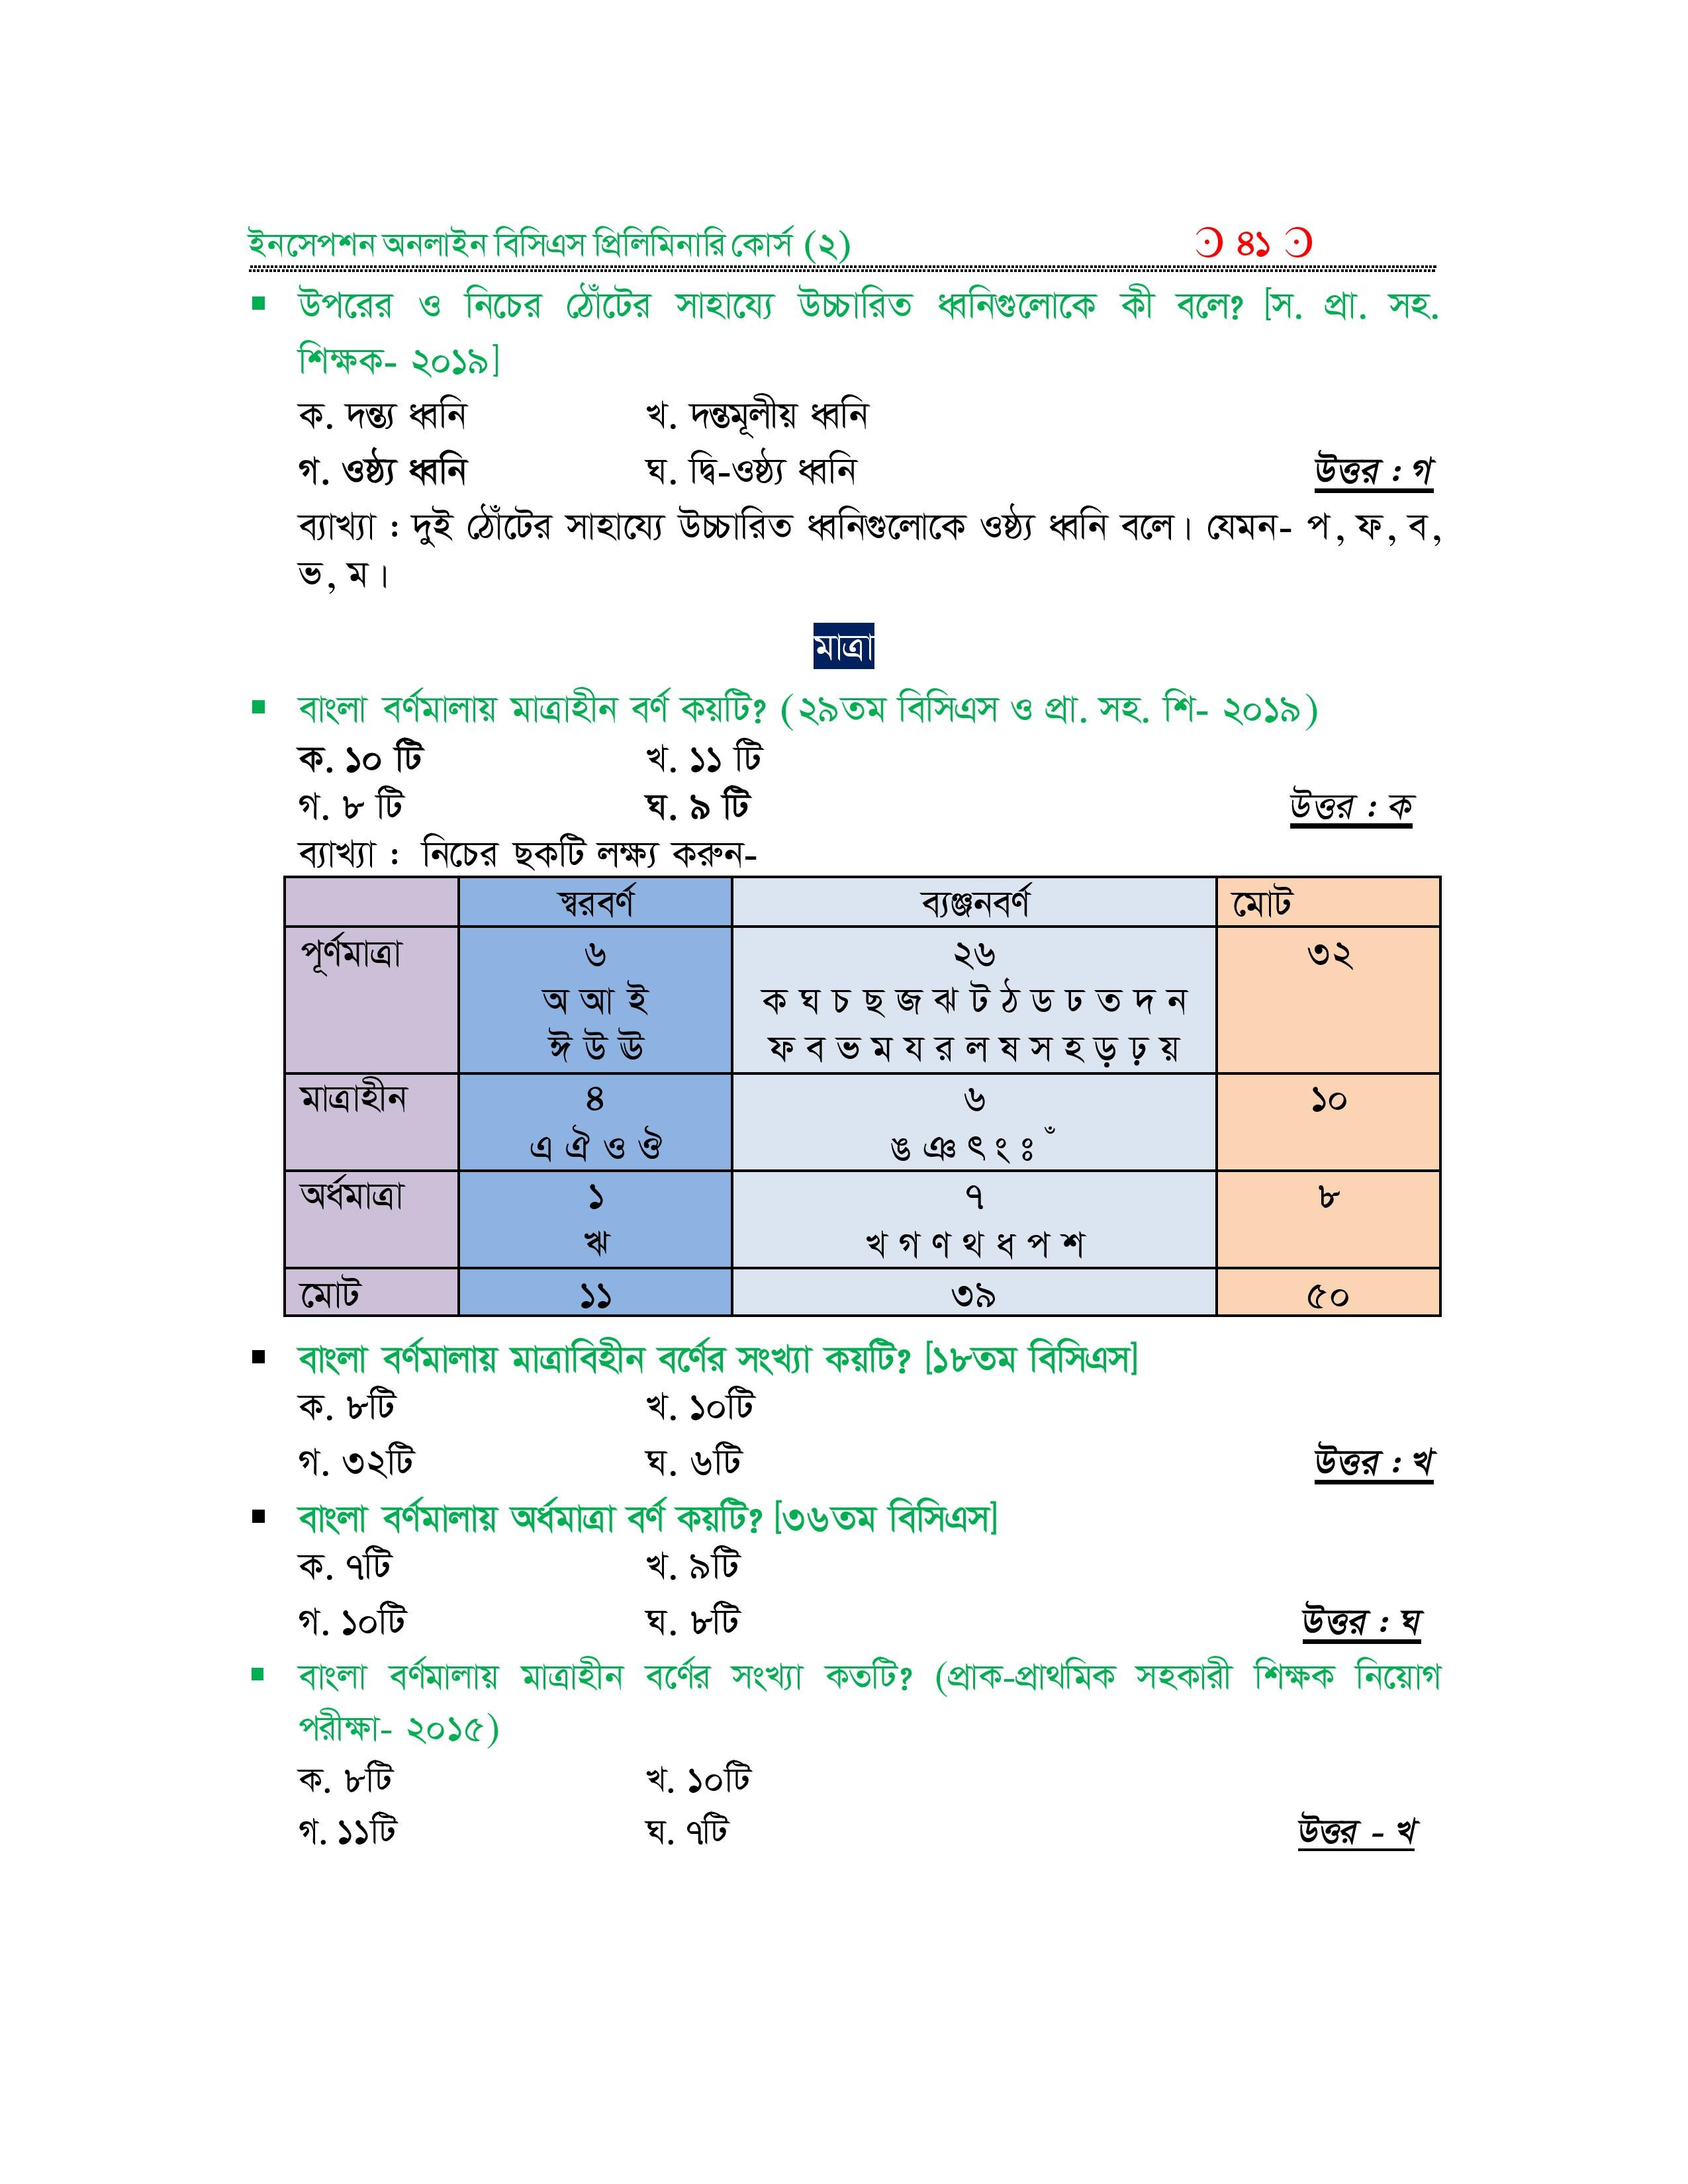 ইনসেপশন অনলাইন বিসিএস প্রিলিমিনারি কোর্স (২) ৪১
উপরের ও নিচের ঠোঁটের সাহায্যে উচ্চারিত ধ্বনিগুলোকে কী বলে? [স. প্রা. সহ.
শিক্ষক- ২০১৯]
ক. দন্ত্য ধ্বনি খ. দন্তমূলীয় ধ্বনি
গ. ওষ্ঠ্য ধ্বনি ঘ. দ্বি-ওষ্ঠ্য ধ্বনি উত্তর : গ
ব্যাখ্যা : দুই ঠোঁটের সাহায্যে উচ্চারিত ধ্বনিগুলোকে ওষ্ঠ্য ধ্বনি বলে। যেমন- প, ফ, ব,
ভ, ম।
মাত্রা
বাংলা বর্ণমালায় মাত্রাহীন বর্ণ কয়টি? (২৯তম বিসিএস ও প্রা. সহ. শি- ২০১৯)
ক. ১০ টি খ. ১১ টি
গ. ৮ টি ঘ. ৯ টি উত্তর : ক
ব্যাখ্যা : নিচের ছকটি লক্ষ্য করুন-
স্বরবর্ণ ব্যঞ্জনবর্ণ মোট
পূর্ণমাত্রা ৬ ২৬ ৩২
অ আ ই ক ঘ চ ছ জ ঝ ট ঠ ড ঢ ত দ ন
ঈ উ ঊ ফ ব ভ ম য র ল ষ স হ ড় ঢ় য়
মাত্রাহীন ৪ ৬ ১০
এ ঐ ও ঔ ঙ ঞ ৎ ং ঃ ঁ
অর্ধমাত্রা ১ ৭ ৮
ঋ খ গ ণ থ ধ প শ
মোট ১১ ৩৯ ৫০
বাংলা বর্ণমালায় মাত্রাবিহীন বর্ণের সংখ্যা কয়টি? [১৮তম বিসিএস]
ক. ৮টি খ. ১০টি
গ. ৩২টি ঘ. ৬টি উত্তর : খ
বাংলা বর্ণমালায় অর্ধমাত্রা বর্ণ কয়টি? [৩৬তম বিসিএস]
ক. ৭টি খ. ৯টি
গ. ১০টি ঘ. ৮টি উত্তর : ঘ
বাংলা বর্ণমালায় মাত্রাহীন বর্ণের সংখ্যা কতটি? (প্রাক-প্রাথমিক সহকারী শিক্ষক নিয়োগ
পরীক্ষা- ২০১৫)
ক. ৮টি খ. ১০টি
গ. ১১টি ঘ. ৭টি উত্তর - খ